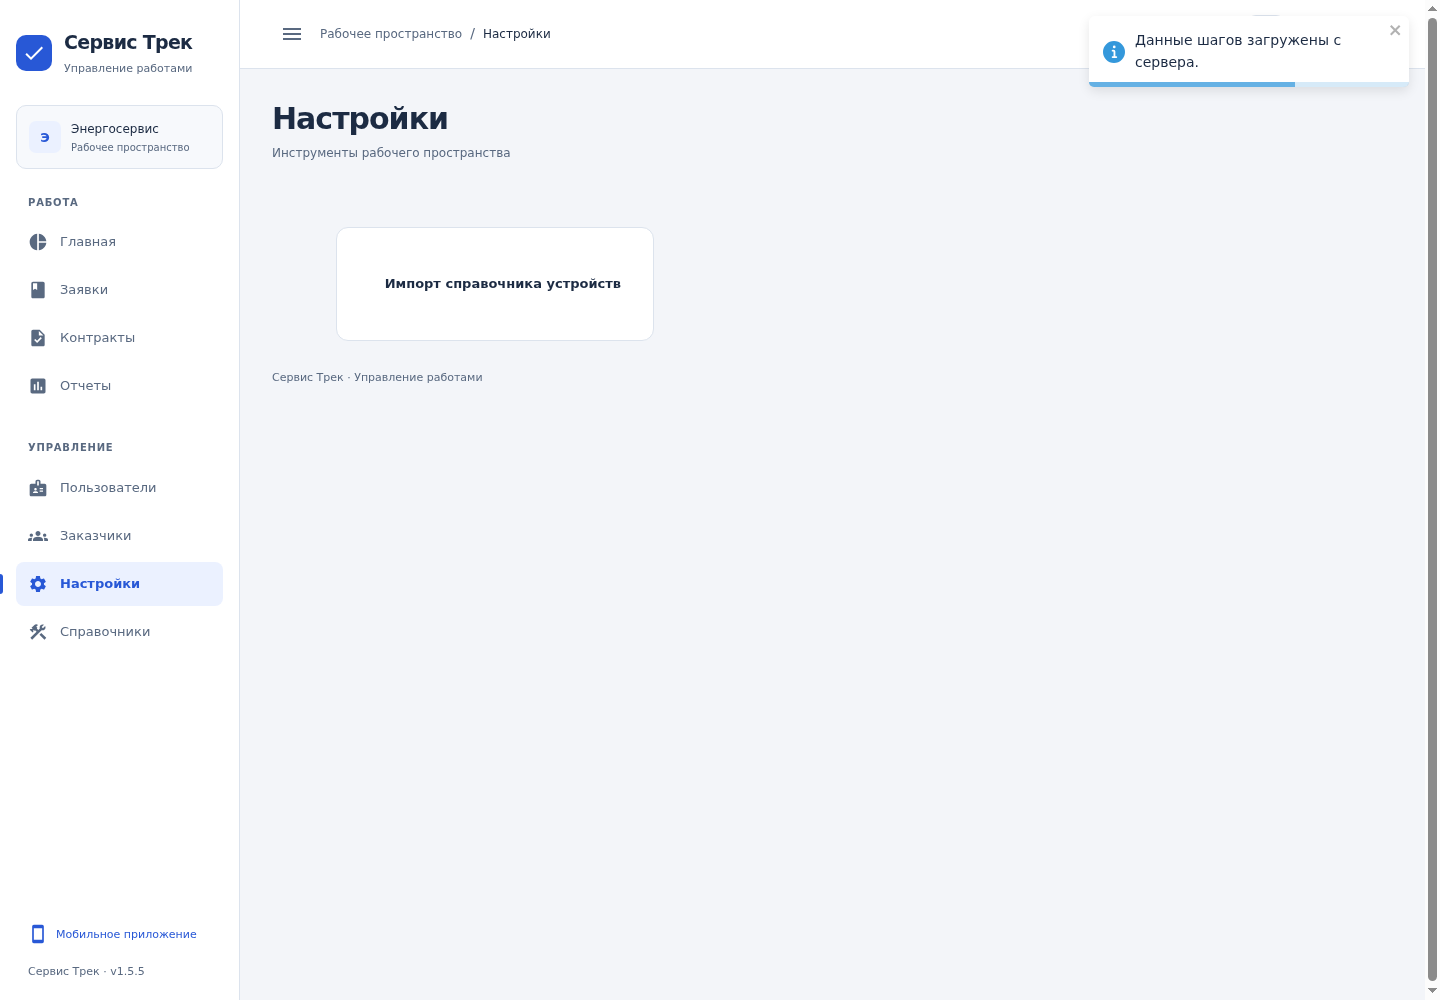 Сервис Трек
Управление работами
Э
Энергосервис
Рабочее пространство
РАБОТА
Главная
Заявки
Контракты
Отчеты
УПРАВЛЕНИЕ
Пользователи
Заказчики
Настройки
Справочники
Мобильное приложение
Сервис Трек · v1.5.5
Рабочее пространство / Настройки
Данные шагов загружены с
сервера.
Настройки
Инструменты рабочего пространства
Импорт справочника устройств
Сервис Трек · Управление работами